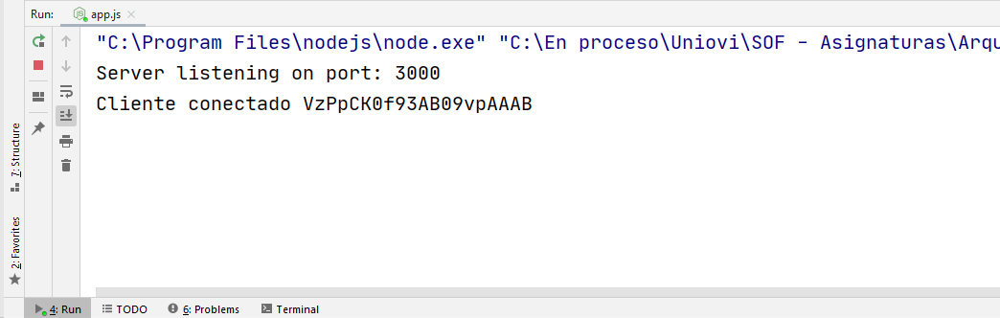 Run: app.js
"C:\Program Files\nodejs\node.exe" "C:\En proceso\Uniovi\SOF - Asignaturas\Arqu
Server listening on port: 3000
Cliente conectado VzPpCK0f93AB09vpAAAB
7: Structure
2: Favorites
4: Run TODO 6: Problems Terminal